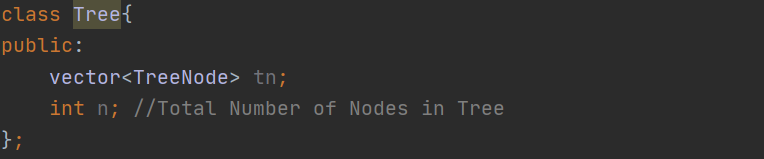 class Tree{
public:
    vector<TreeNode> tn;
    int n; //Total Number of Nodes in Tree
};